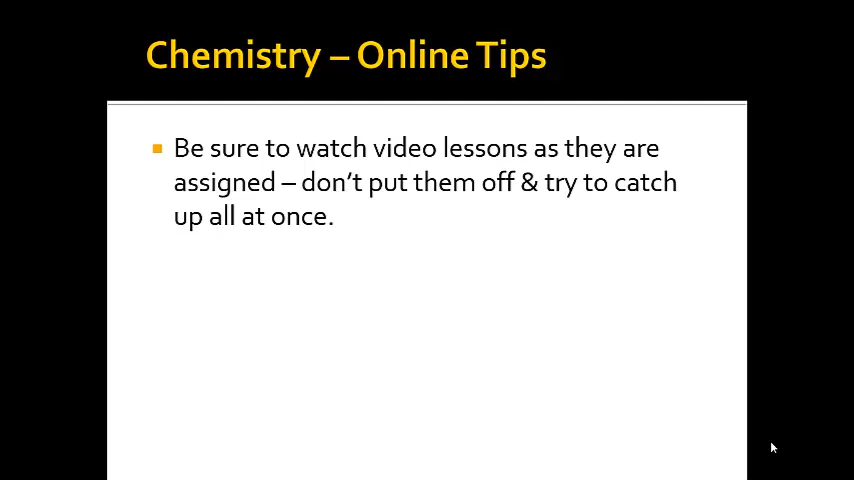 Chemistry – Online Tips
Be sure to watch video lessons as they are
assigned – don’t put them off & try to catch
up all at once.